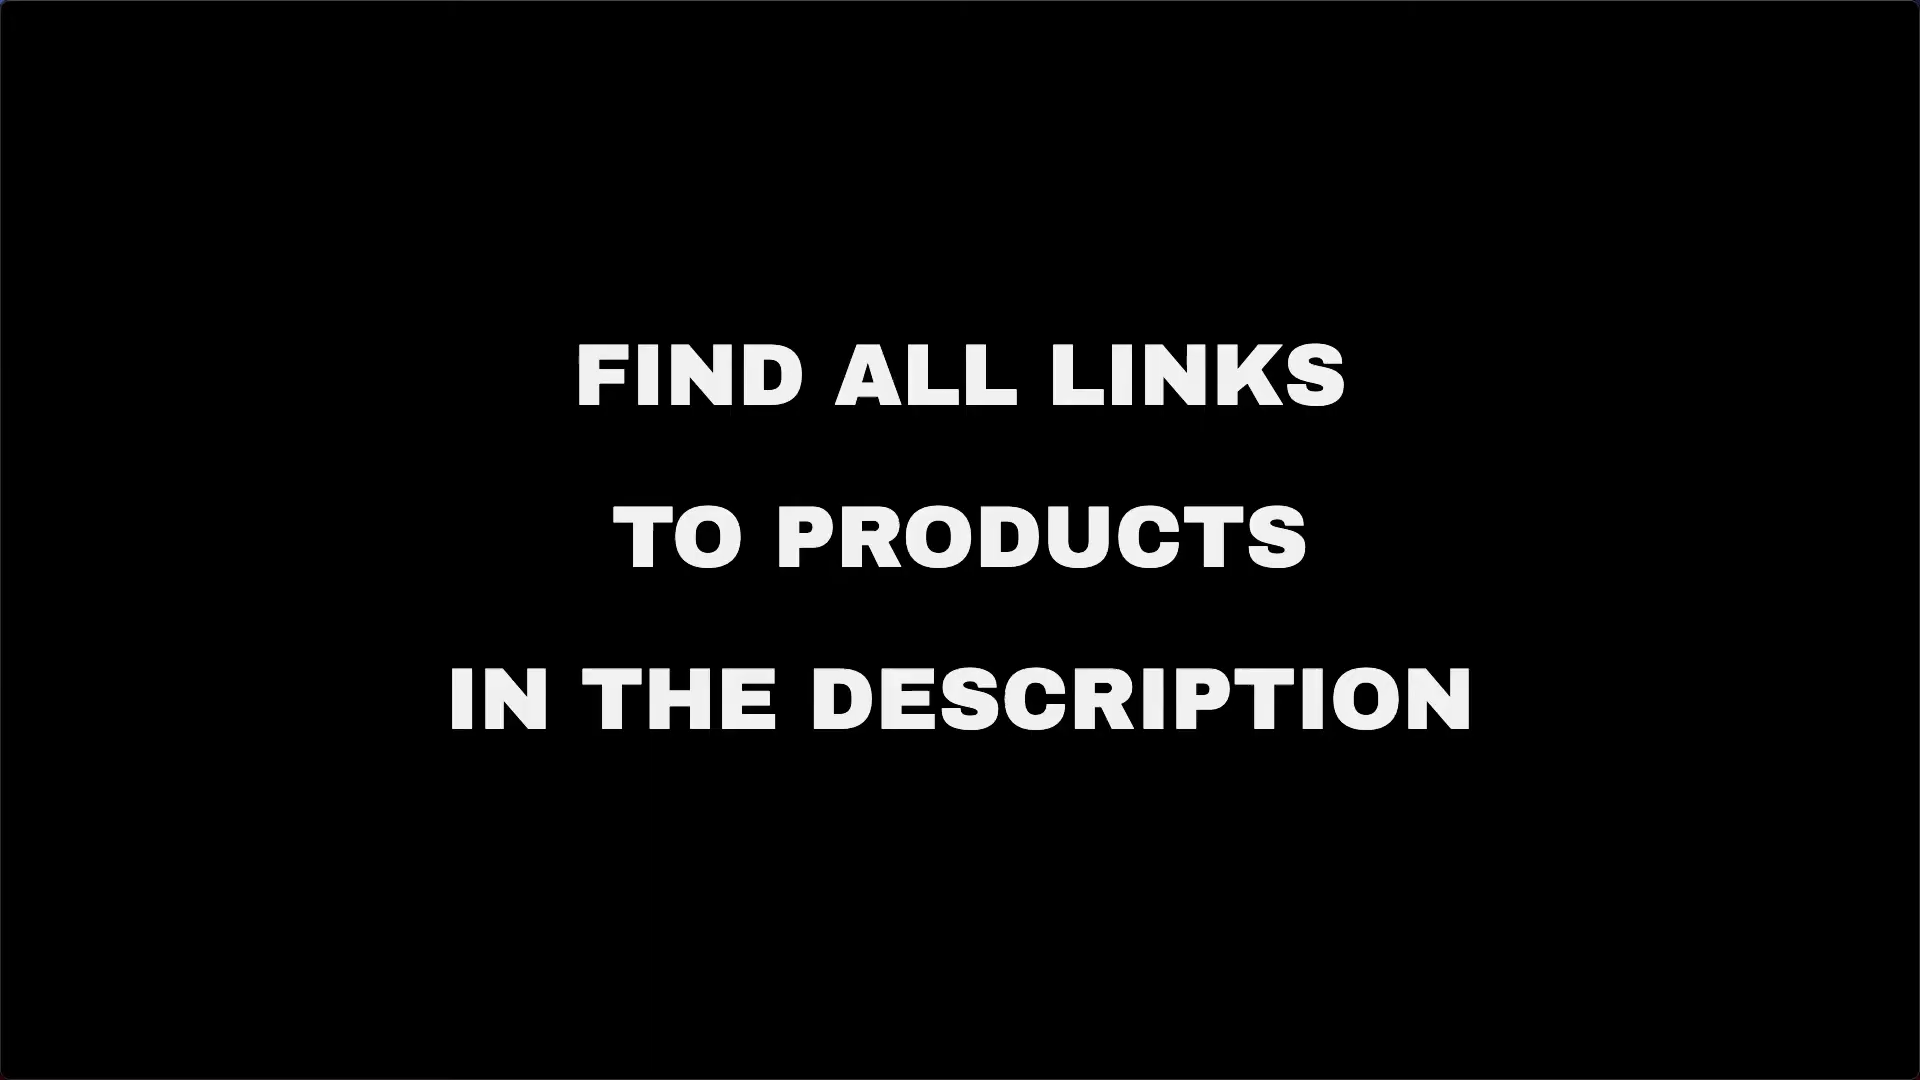 FIND ALL LINKS
TO PRODUCTS
IN THE DESCRIPTION